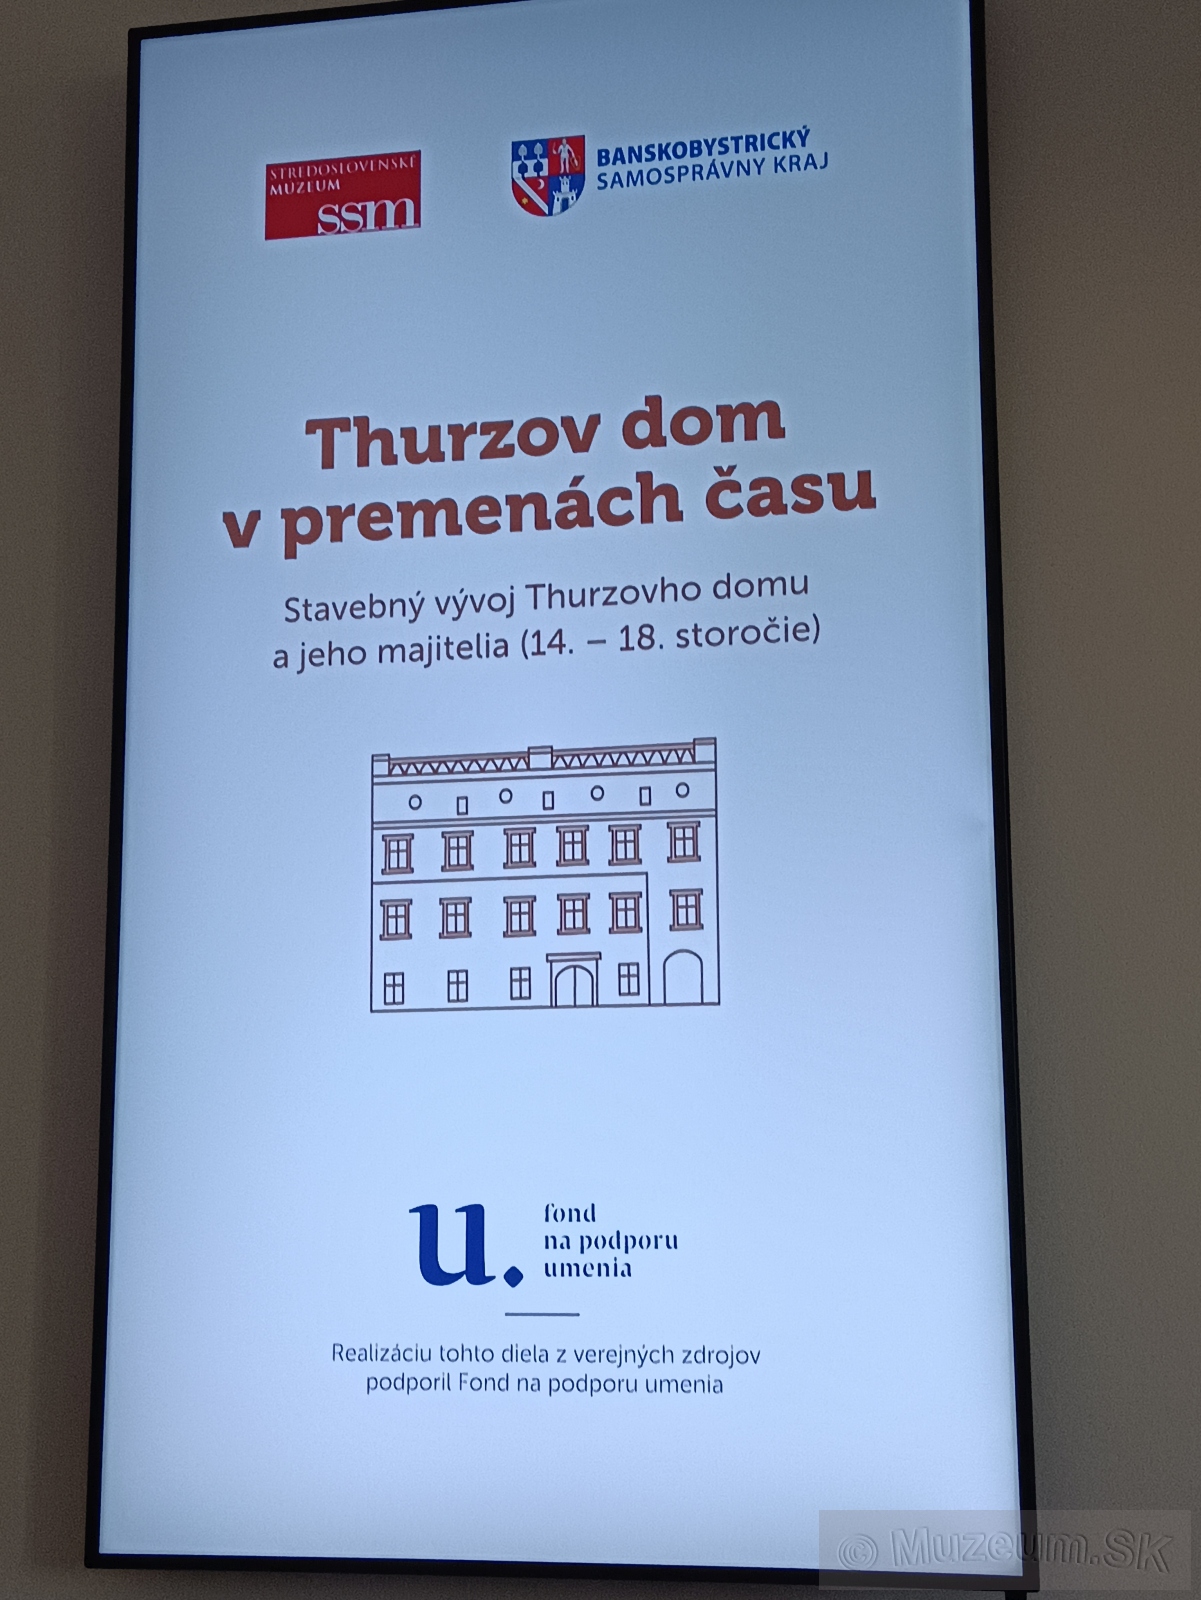 STREDOSLOVENSKÉ
MÚZEUM
ssm
BANSKOBYSTRICKÝ
SAMOSPRÁVNY KRAJ
Thurzov dom
v premenách času
Stavebný vývoj Thurzovho domu
a jeho majitelia (14. – 18. storočie)
u.
fond
na podporu
umenia
Realizáciu tohto diela z verejných zdrojov
podporil Fond na podporu umenia
© Muzeum.SK